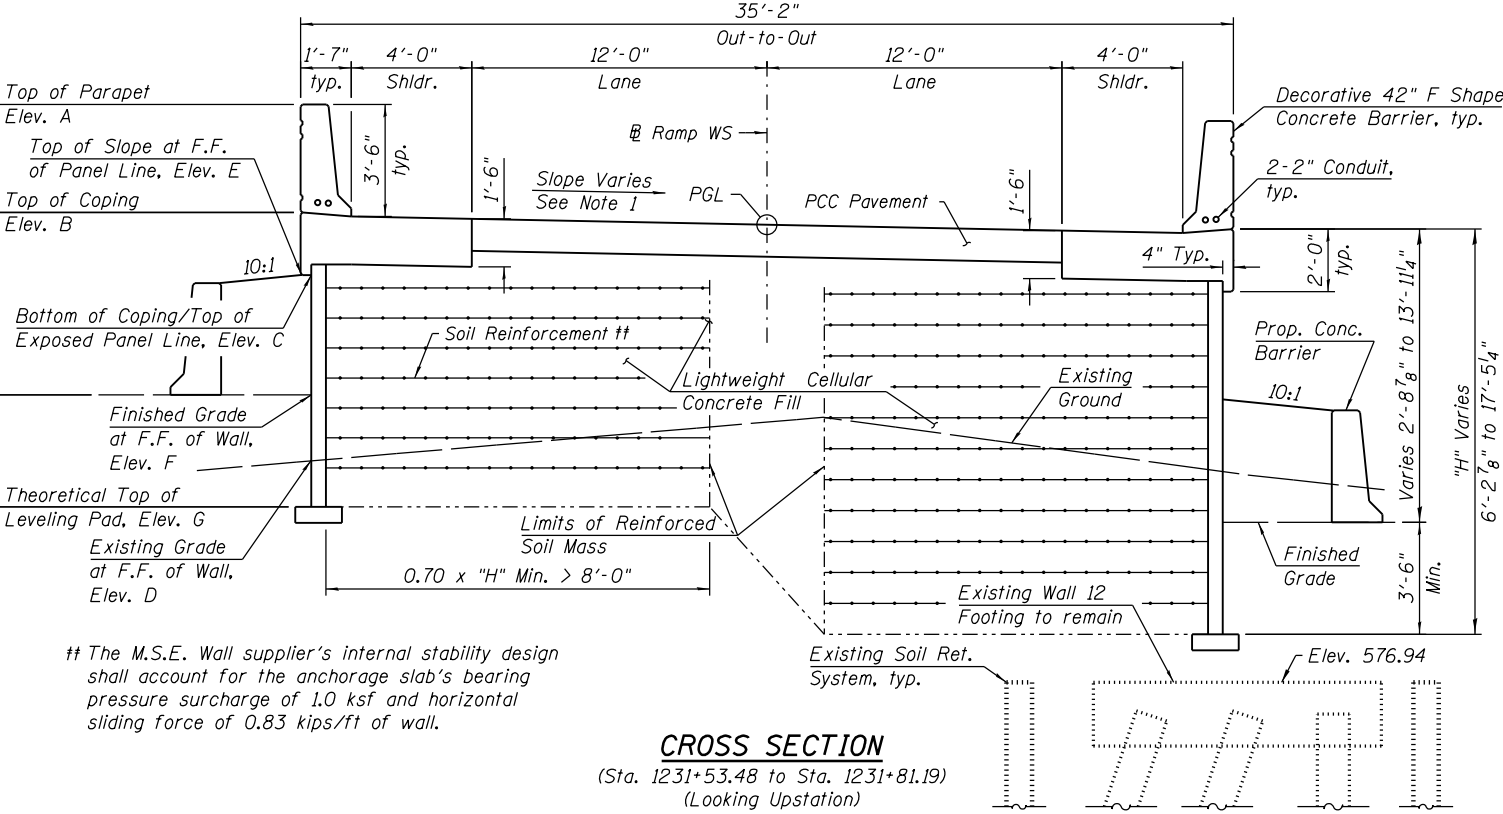 35'-2"
Out-to-Out
1'-7"
typ.
4'-0"
Shldr.
12'-0"
Lane
12'-0"
Lane
4'-0"
Shldr.
Top of Parapet
Elev. A
Top of Slope at F.F.
of Panel Line, Elev. E
Top of Coping
Elev. B
3'-6"
typ.
1'-6"
Slope Varies
See Note 1
Ramp WS
PGL
PCC Pavement
1'-6"
Decorative 42" F Shape
Concrete Barrier, typ.
2-2" Conduit,
typ.
4" Typ.
2'-0"
typ.
10:1
Bottom of Coping/Top of
Exposed Panel Line, Elev. C
Soil Reinforcement ‡‡
Lightweight Cellular
Concrete Fill
Existing
Ground
Prop. Conc.
Barrier
10:1
Varies 2'-8 7/8" to 13'-11 1/4"
"H" Varies
6'-2 7/8" to 17'-5 1/4"
Finished Grade
at F.F. of Wall,
Elev. F
Theoretical Top of
Leveling Pad, Elev. G
Existing Grade
at F.F. of Wall,
Elev. D
Limits of Reinforced
Soil Mass
0.70 x "H" Min. > 8'-0"
Finished
Grade
3'-6"
Min.
Existing Wall 12
Footing to remain
Existing Soil Ret.
System, typ.
Elev. 576.94
‡‡ The M.S.E. Wall supplier's internal stability design
shall account for the anchorage slab's bearing
pressure surcharge of 1.0 ksf and horizontal
sliding force of 0.83 kips/ft of wall.
CROSS SECTION
(Sta. 1231+53.48 to Sta. 1231+81.19)
(Looking Upstation)